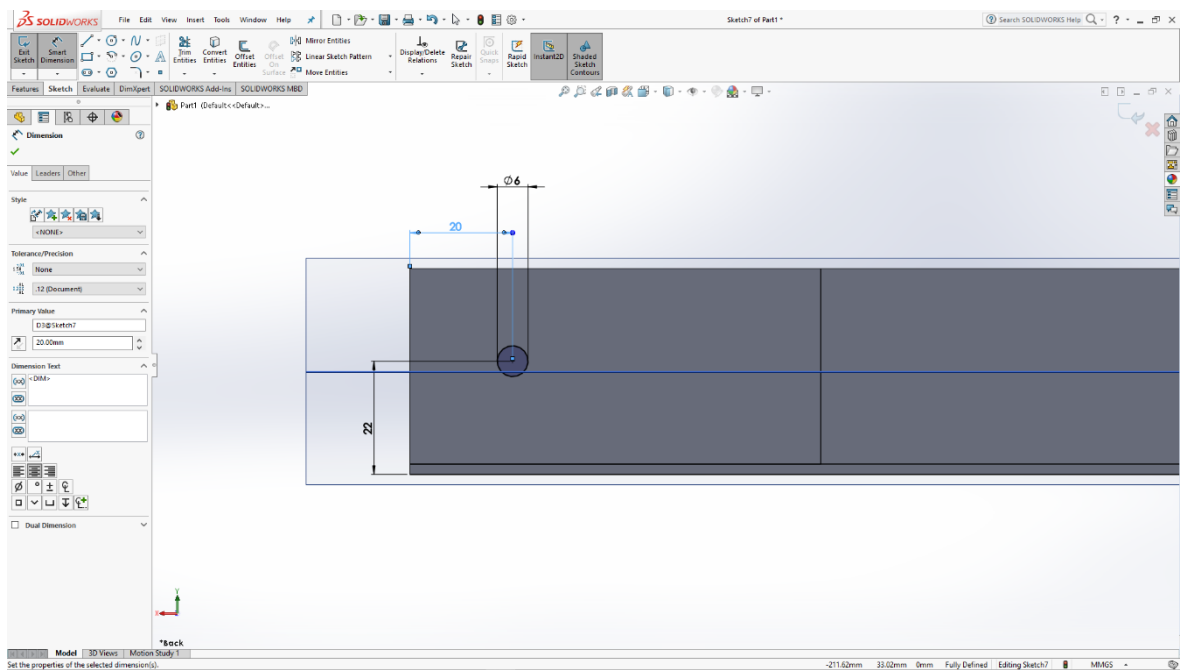 SOLIDWORKS File Edit View Insert Tools Window Help Sketch7 of Part1 * Search SOLIDWORKS Help
Exit Sketch Smart Dimension Trim Entities Convert Entities Offset Entities Offset On Surface Mirror Entities Linear Sketch Pattern Move Entities Display/Delete Relations Repair Sketch Quick Snaps Rapid Sketch Instant2D Shaded Sketch Contours
Features Sketch Evaluate DimXpert SOLIDWORKS Add-Ins SOLIDWORKS MBD
Part1 (Default<<Default>...
Dimension
Value Leaders Other
Style
<NONE>
Tolerance/Precision
None
.12 (Document)
Primary Value
D3@Sketch7
20.00mm
Dimension Text
<DIM>
Dual Dimension
Ø6
20
22
Y
X
*Back
Model 3D Views Motion Study 1
Set the properties of the selected dimension(s). -211.62mm 33.02mm 0mm Fully Defined Editing Sketch7 MMGS